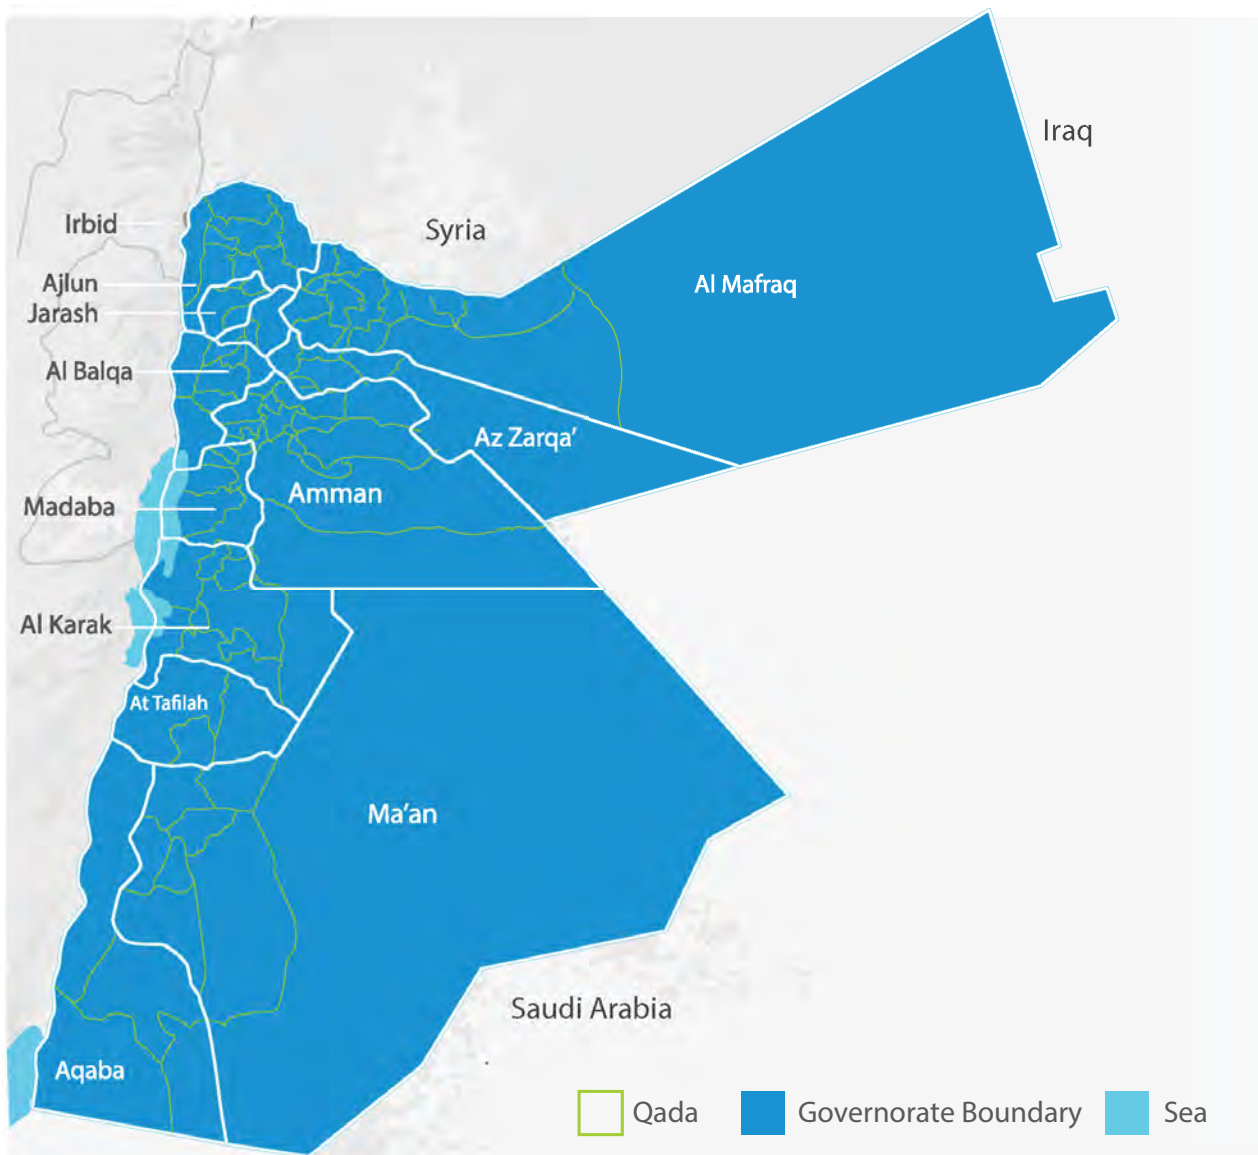 Iraq
Irbid
Syria
Ajlun
Al Mafraq
Jarash
Al Balqa
Az Zarqa’
Amman
Madaba
Al Karak
At Tafilah
Ma’an
Saudi Arabia
Aqaba
Qada
Governorate Boundary
Sea